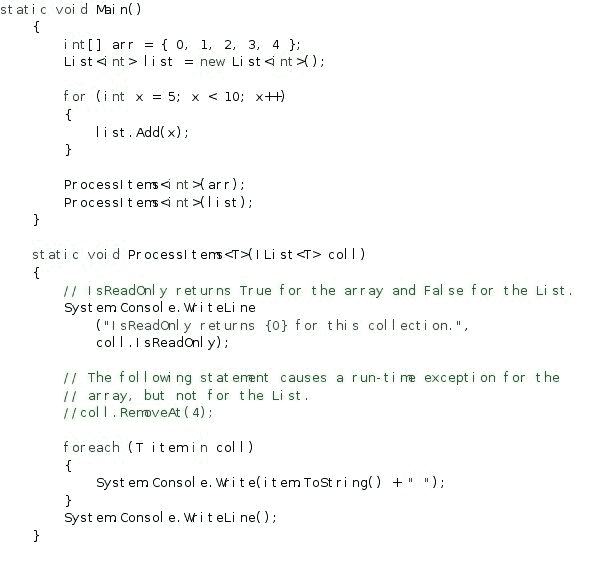 static void Main()
{
int[] arr = { 0, 1, 2, 3, 4 };
List<int> list = new List<int>();
for (int x = 5; x < 10; x++)
{
list.Add(x);
}
ProcessItems<int>(arr);
ProcessItems<int>(list);
}
static void ProcessItems<T>(IList<T> coll)
{
// IsReadOnly returns True for the array and False for the List.
System.Console.WriteLine
("IsReadOnly returns {0} for this collection.",
coll.IsReadOnly);
// The following statement causes a run-time exception for the
// array, but not for the List.
//coll.RemoveAt(4);
foreach (T item in coll)
{
System.Console.Write(item.ToString() + " ");
}
System.Console.WriteLine();
}